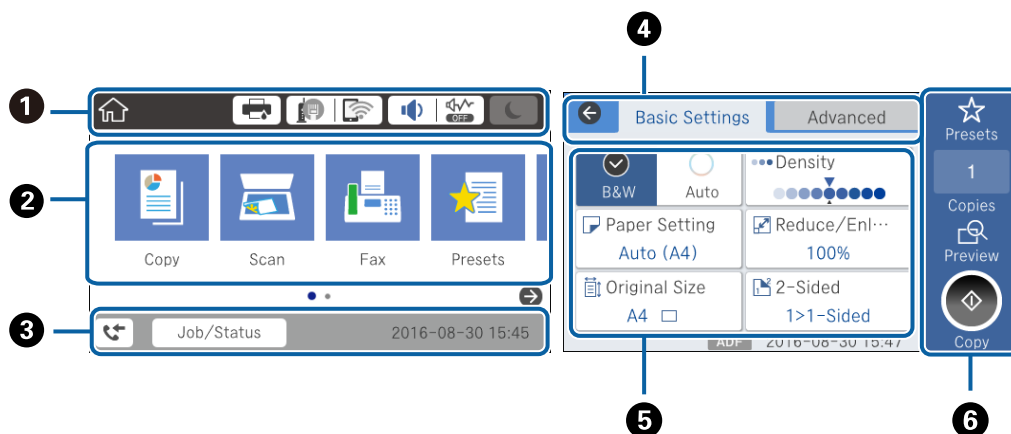 4
1
OFF
2
Copy
Scan
Fax
Presets
3
Job/Status
2016-08-30 15:45
Basic Settings
Advanced
B&W
Auto
Density
Paper Setting
Auto (A4)
Reduce/Enl···
100%
Original Size
A4
2-Sided
1>1-Sided
ADF
2016-08-30 15:47
5
Presets
1
Copies
Preview
Copy
6